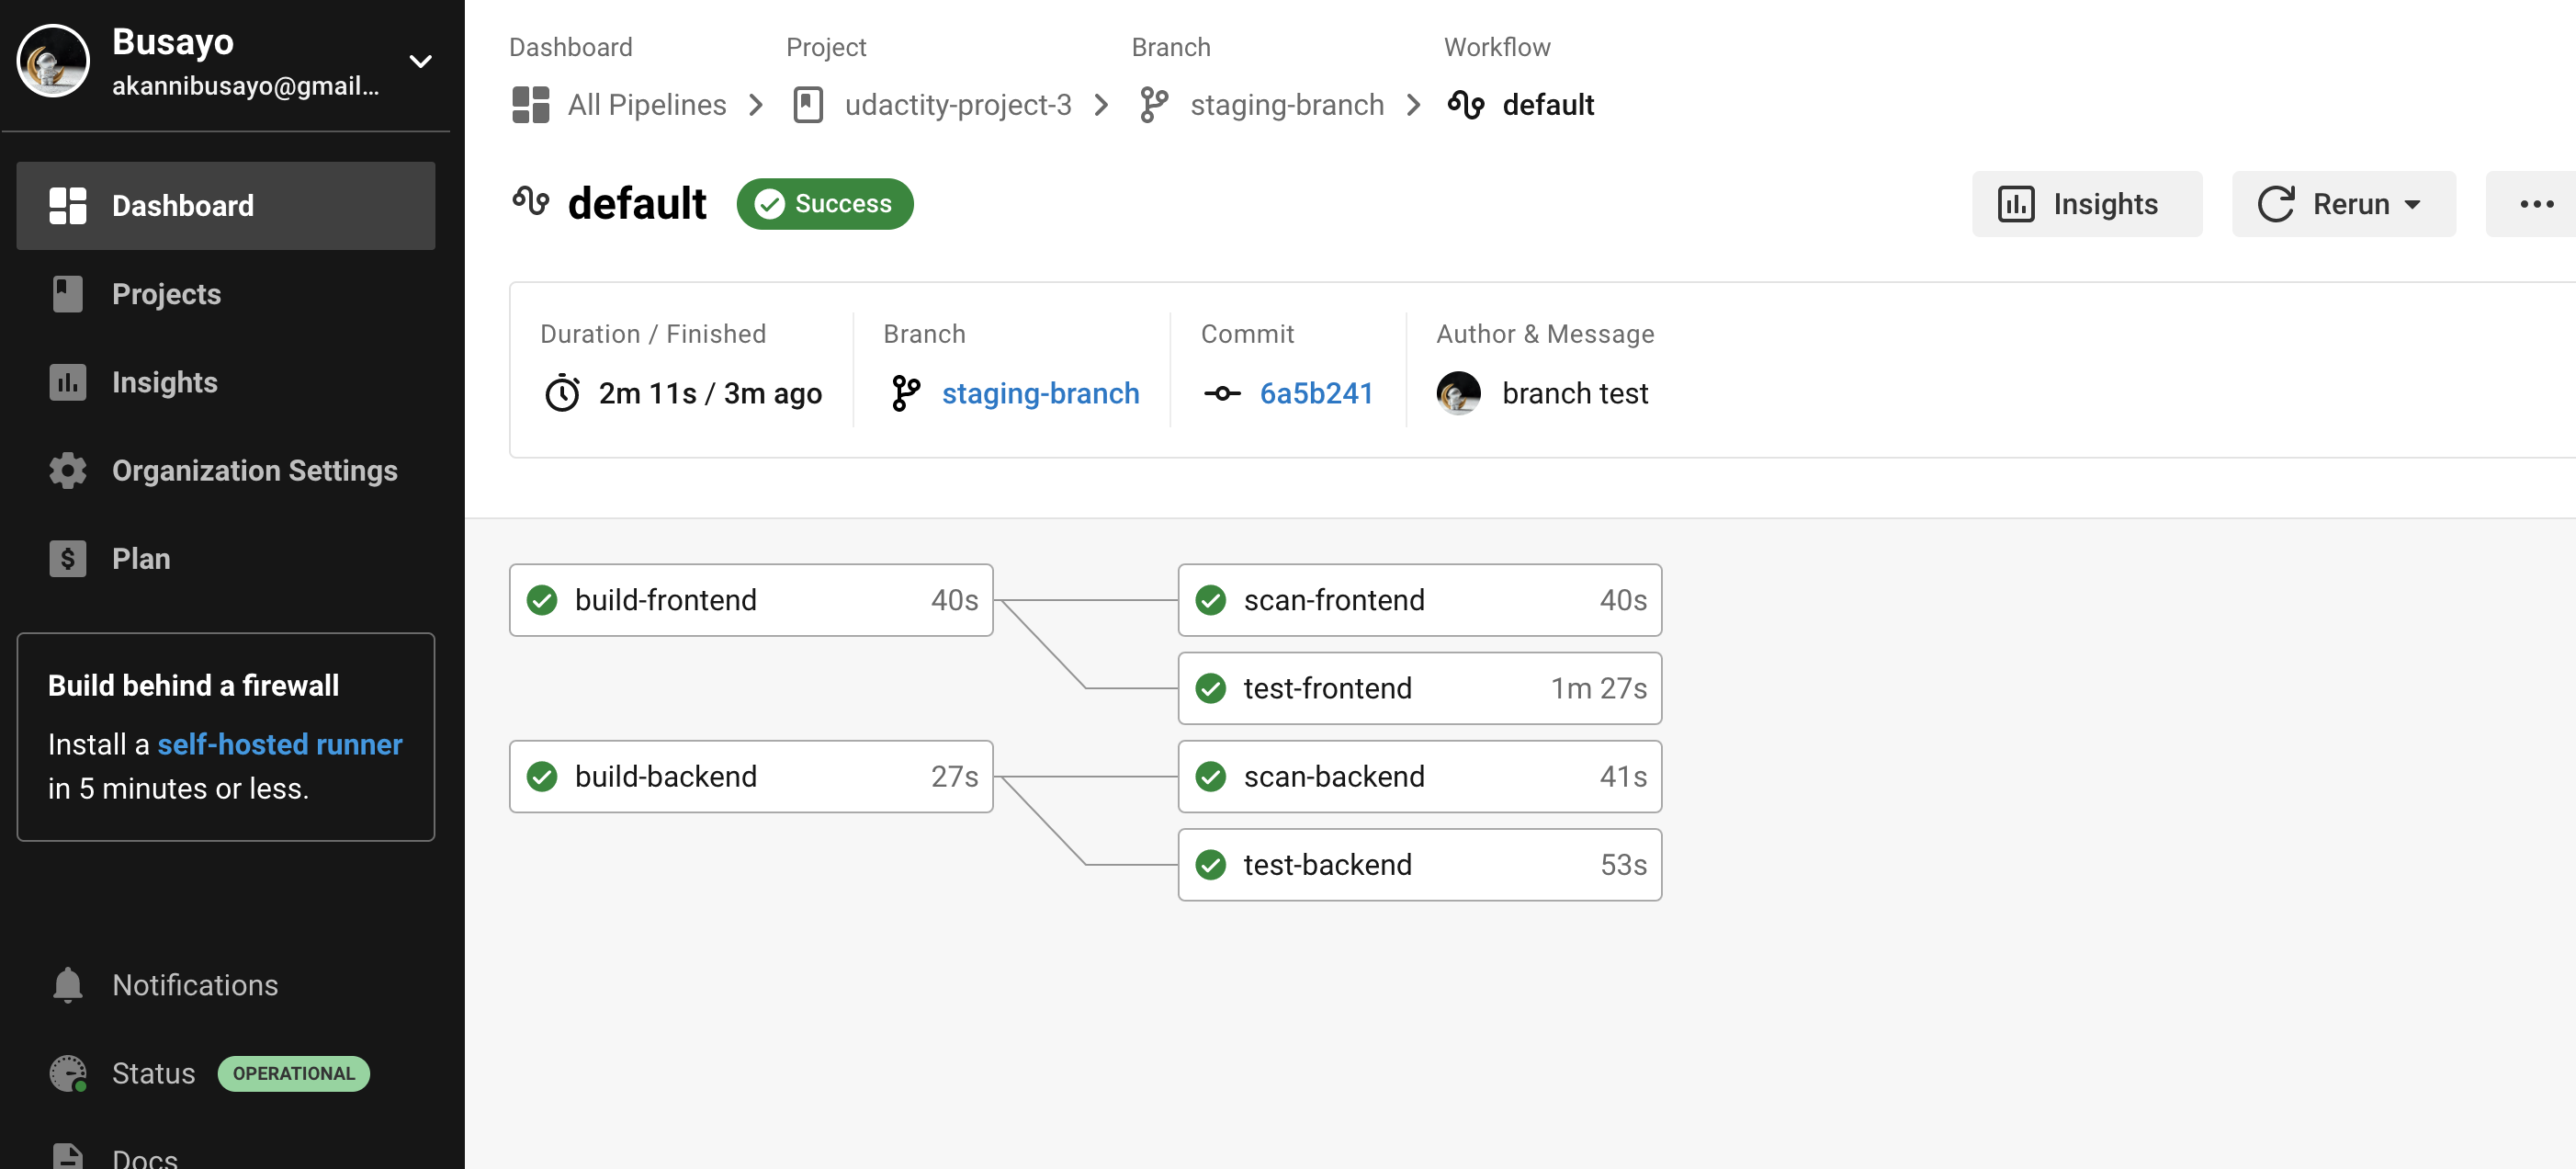 Busayo
akannibusayo@gmail...
Dashboard
Projects
Insights
Organization Settings
Plan
Build behind a firewall
Install a self-hosted runner
in 5 minutes or less.
Notifications
Status OPERATIONAL
Docs
Dashboard Project Branch Workflow
All Pipelines udactity-project-3 staging-branch default
default Success
Insights Rerun
Duration / Finished Branch Commit Author & Message
2m 11s / 3m ago staging-branch 6a5b241 branch test
build-frontend 40s scan-frontend 40s
test-frontend 1m 27s
build-backend 27s scan-backend 41s
test-backend 53s